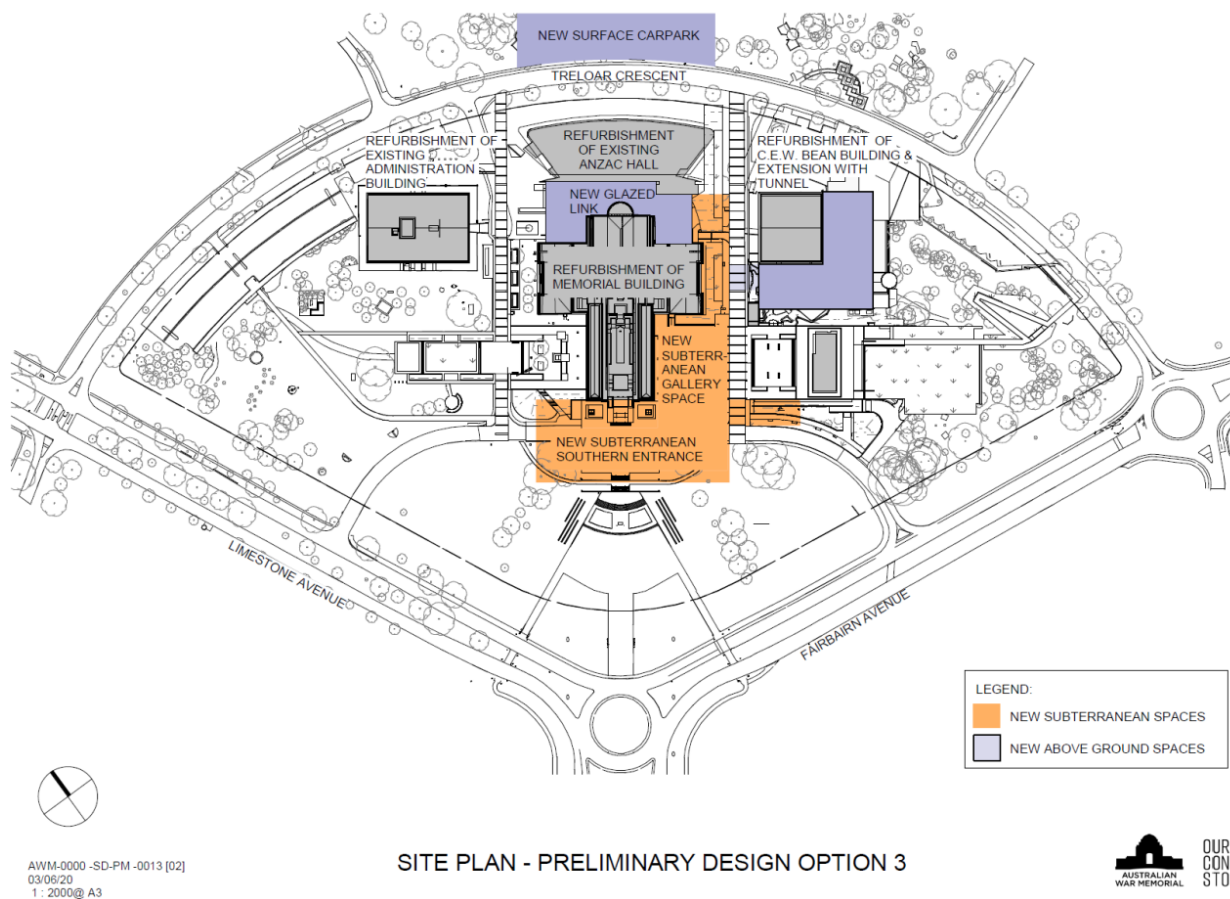 NEW SURFACE CARPARK
TRELOAR CRESCENT
REFURBISHMENT OF
EXISTING
ADMINISTRATION
BUILDING
REFURBISHMENT
OF EXISTING
ANZAC HALL
REFURBISHMENT OF
C.E.W. BEAN BUILDING &
EXTENSION WITH
TUNNEL
NEW GLAZED
LINK
REFURBISHMENT OF
MEMORIAL BUILDING
NEW
SUBTERR-
ANEAN
GALLERY
SPACE
NEW SUBTERRANEAN
SOUTHERN ENTRANCE
LIMESTONE AVENUE
FAIRBAIRN AVENUE
LEGEND:
NEW SUBTERRANEAN SPACES
NEW ABOVE GROUND SPACES
AWM-0000 -SD-PM -0013 [02]
03/06/20
1 : 2000@ A3
SITE PLAN - PRELIMINARY DESIGN OPTION 3
AUSTRALIAN
WAR MEMORIAL
OUR
CON
STO